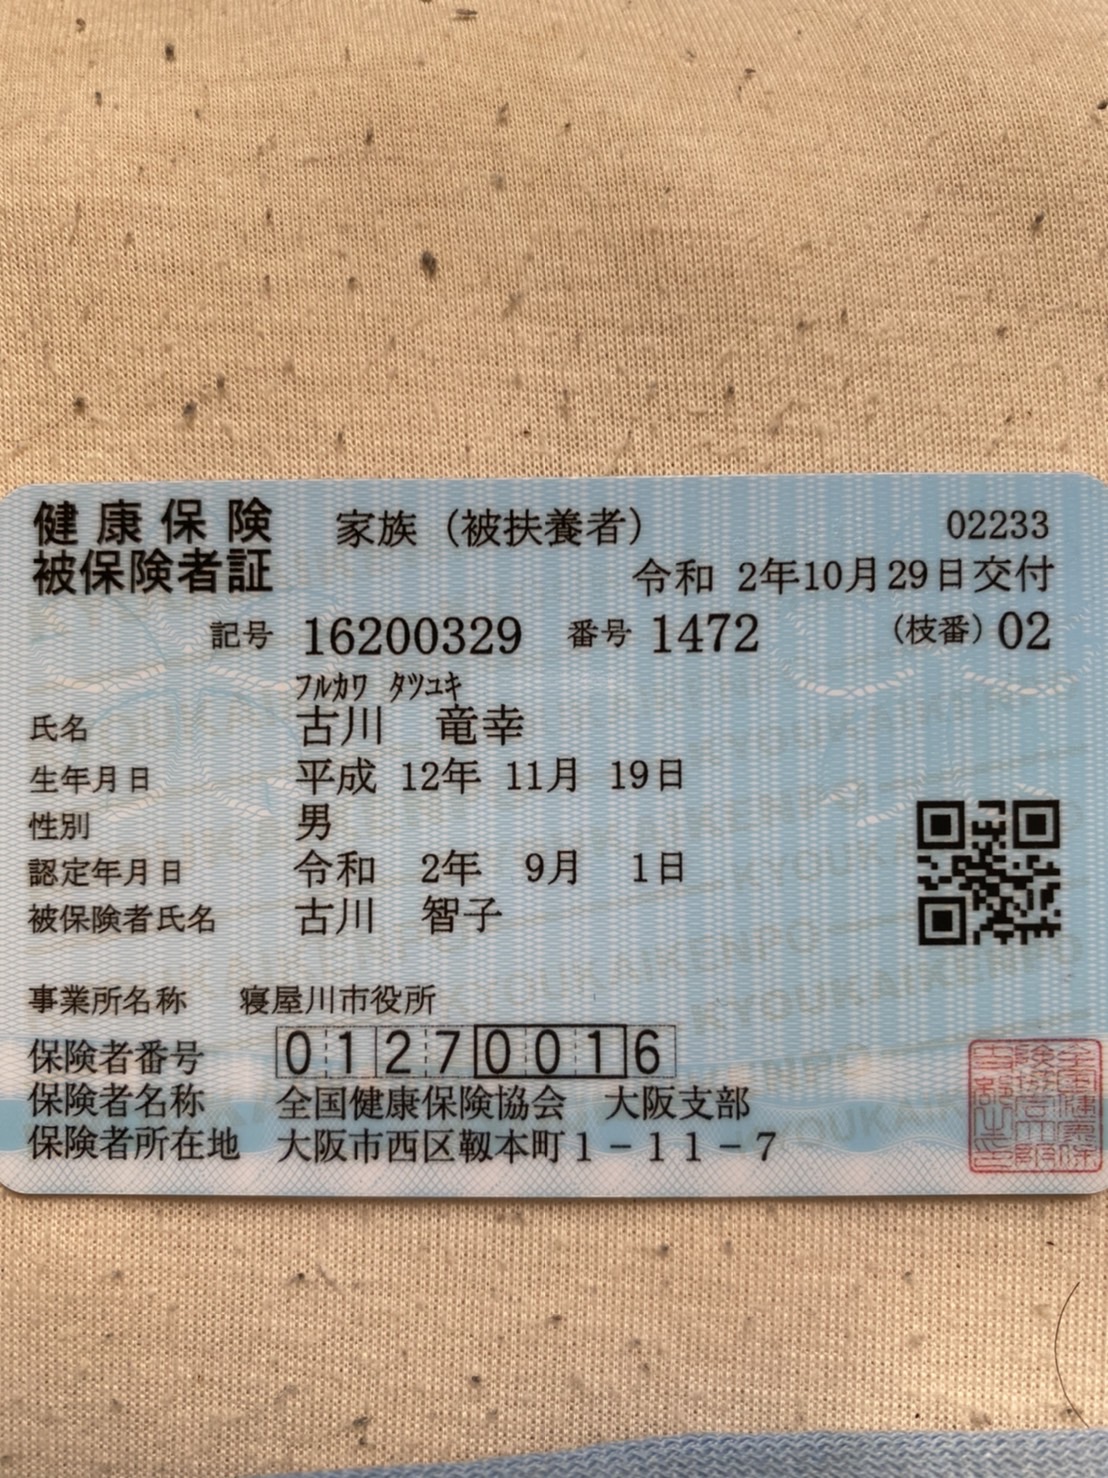 健康保険 家族（被扶養者） 02233
被保険者証 令和 2年10月29日交付
記号 16200329 番号 1472 （枝番）02
ﾌﾙｶﾜ ﾀﾂﾕｷ
氏名 古川 竜幸
生年月日 平成 12年 11月 19日
性別 男
認定年月日 令和 2年 9月 1日
被保険者氏名 古川 智子
事業所名称 寝屋川市役所
保険者番号 01270016
保険者名称 全国健康保険協会 大阪支部
保険者所在地 大阪市西区靱本町1－11－7